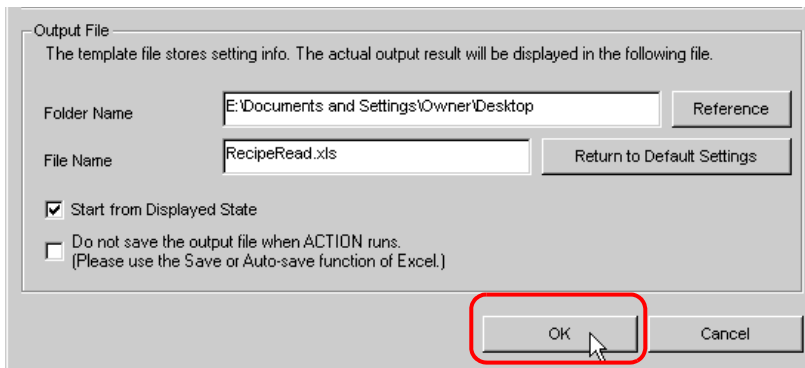 Output File
The template file stores setting info. The actual output result will be displayed in the following file.
Folder Name E:\Documents and Settings\Owner\Desktop Reference
File Name RecipeRead.xls Return to Default Settings
Start from Displayed State
Do not save the output file when ACTION runs.
(Please use the Save or Auto-save function of Excel.)
OK Cancel